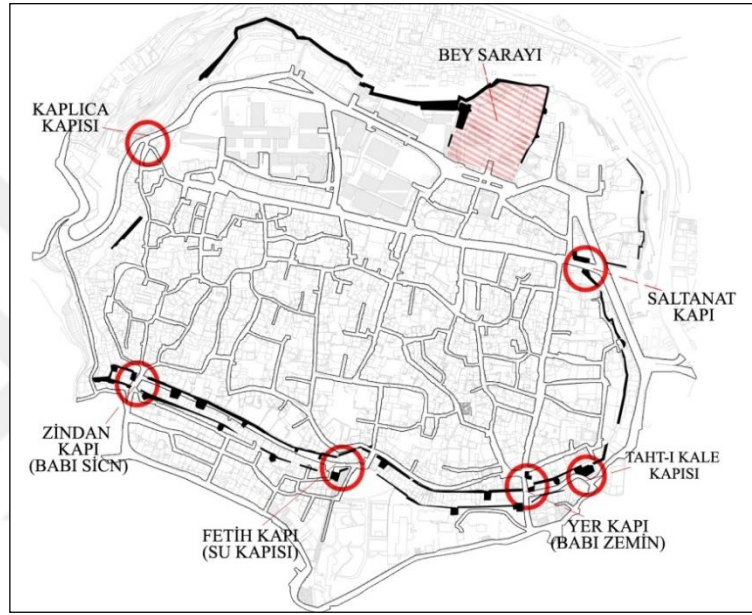 BEY SARAYI
KAPLICA
KAPISI
SALTANAT
KAPI
ZİNDAN
KAPI
(BABI SİCN)
TAHT-I KALE
KAPISI
FETİH KAPI
(SU KAPISI)
YER KAPI
(BABI ZEMİN)